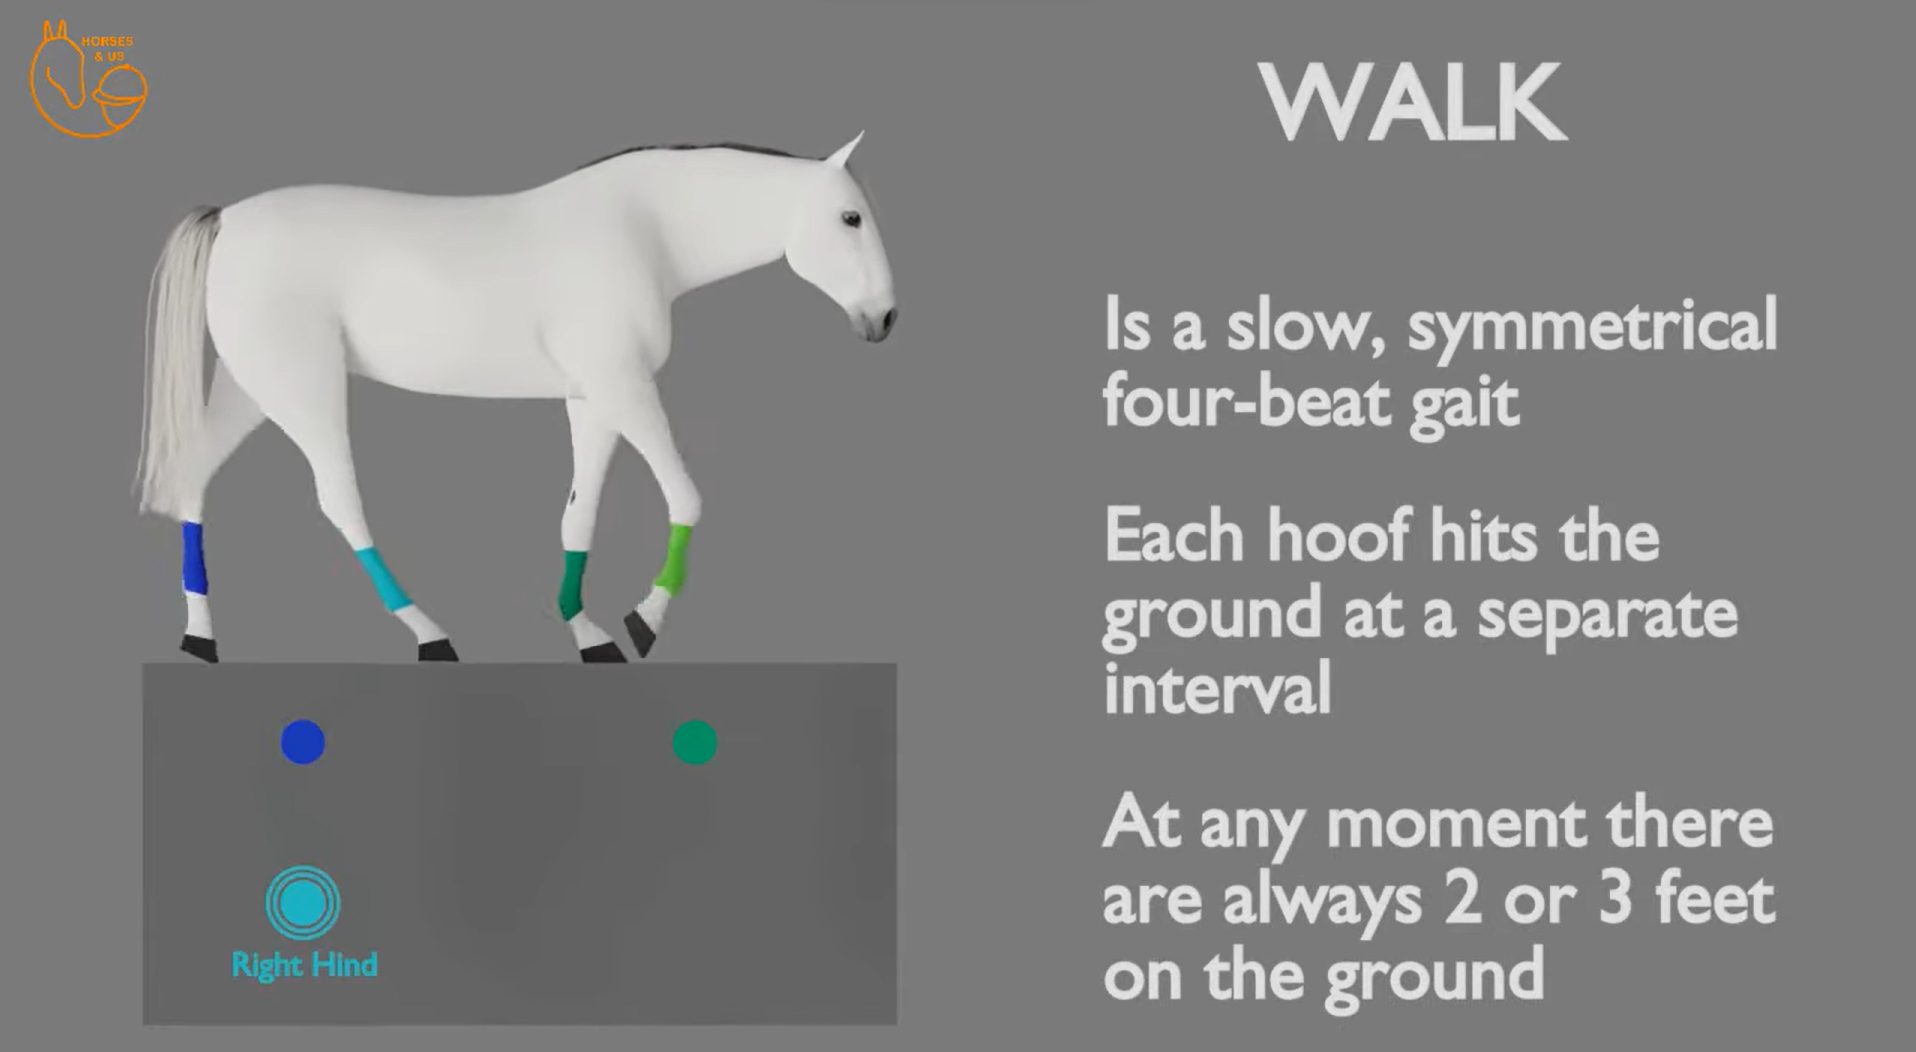 HORSES
& US
WALK
Is a slow, symmetrical
four-beat gait
Each hoof hits the
ground at a separate
interval
At any moment there
are always 2 or 3 feet
on the ground
Right Hind